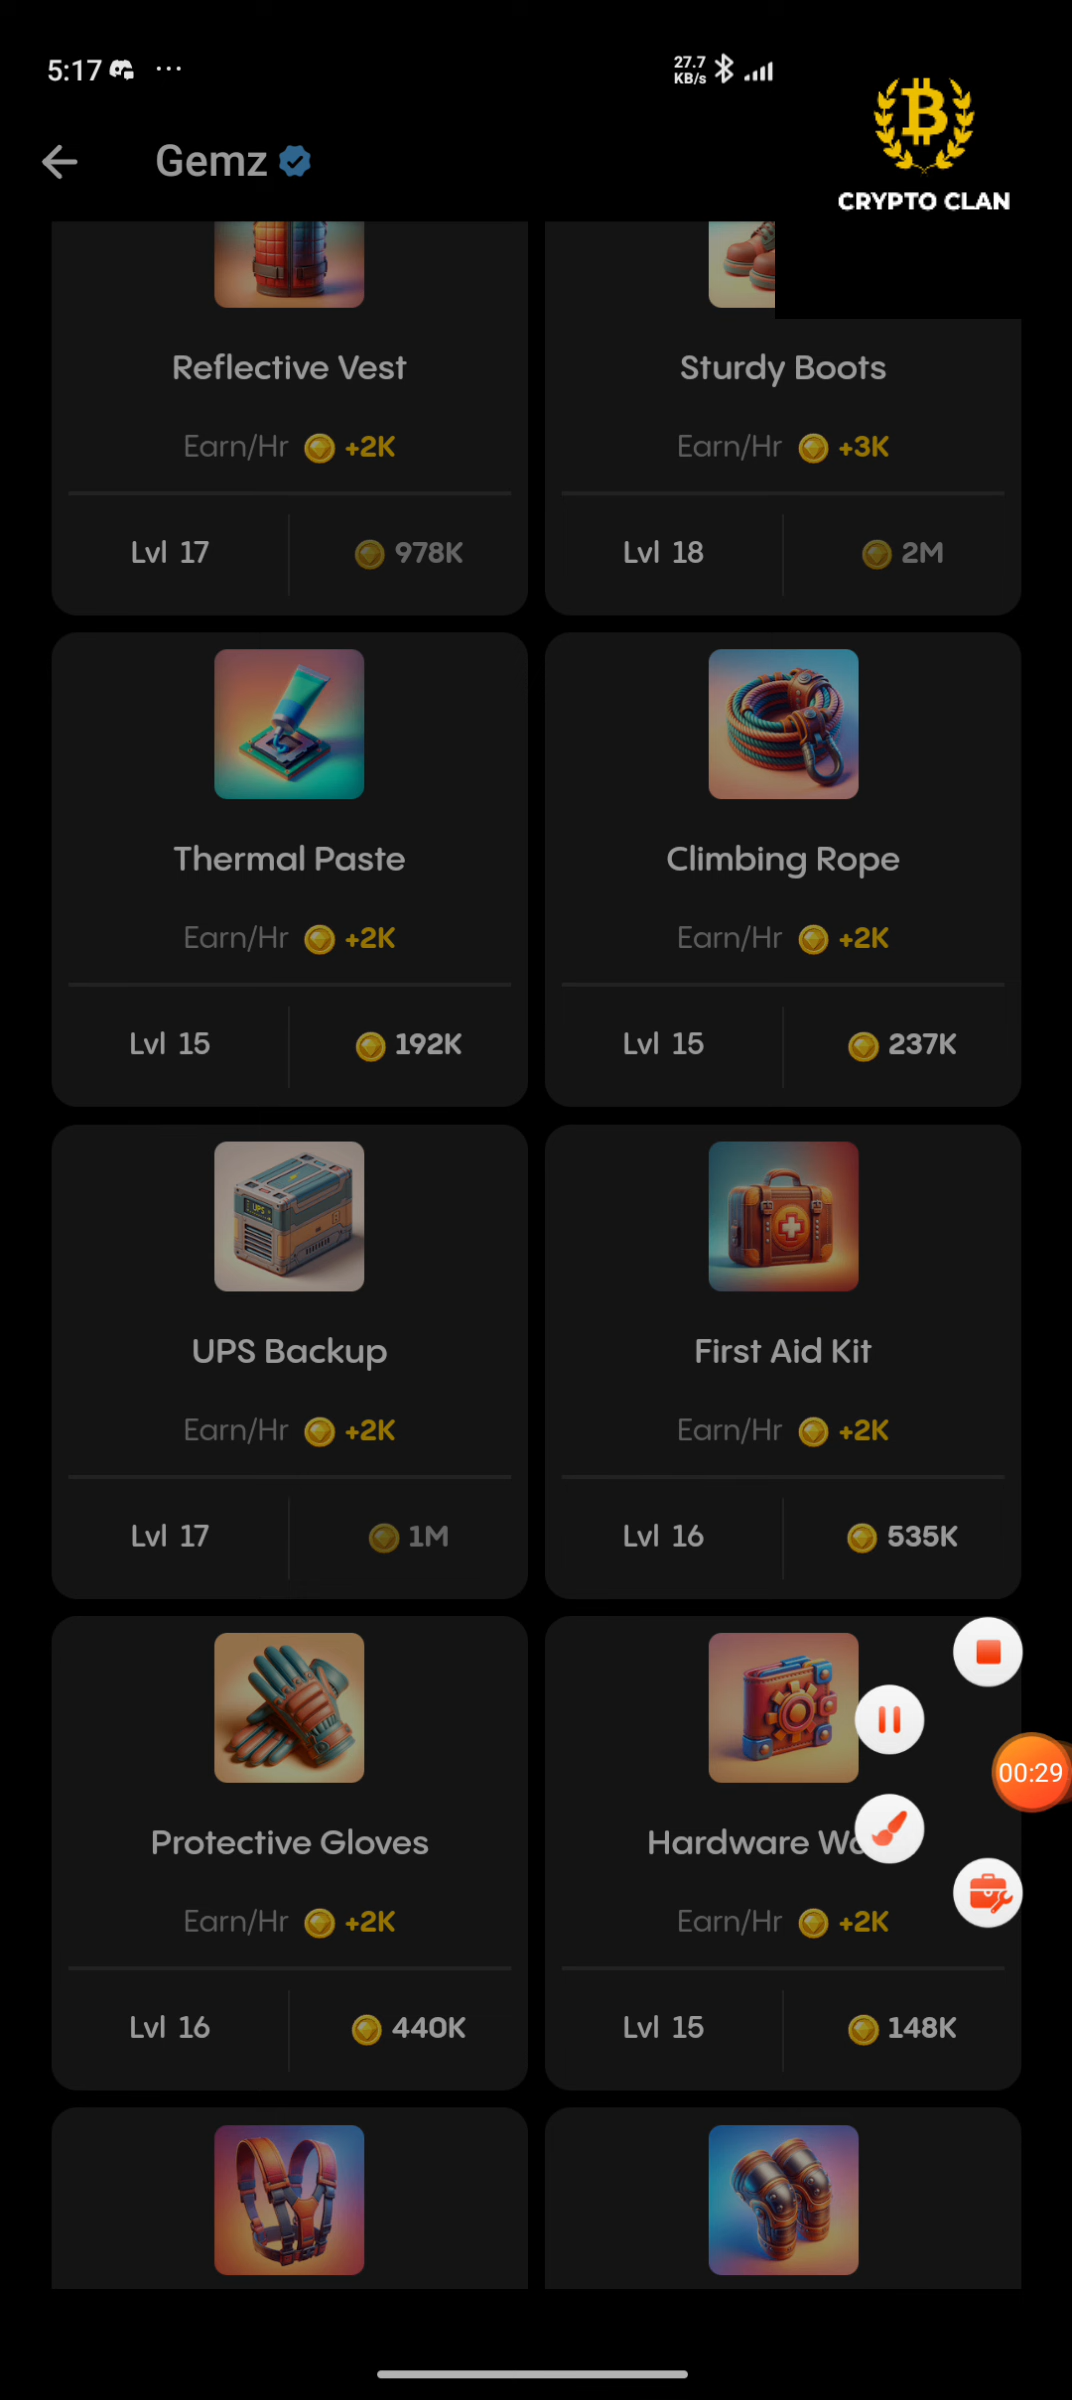 5:17 ... 27.7 KB/s
CRYPTO CLAN
Gemz
Reflective Vest
Earn/Hr +2K
Lvl 17 978K
Sturdy Boots
Earn/Hr +3K
Lvl 18 2M
Thermal Paste
Earn/Hr +2K
Lvl 15 192K
Climbing Rope
Earn/Hr +2K
Lvl 15 237K
UPS
UPS Backup
Earn/Hr +2K
Lvl 17 1M
First Aid Kit
Earn/Hr +2K
Lvl 16 535K
Protective Gloves
Earn/Hr +2K
Lvl 16 440K
Hardware
Earn/Hr +2K
Lvl 15 148K
00:29